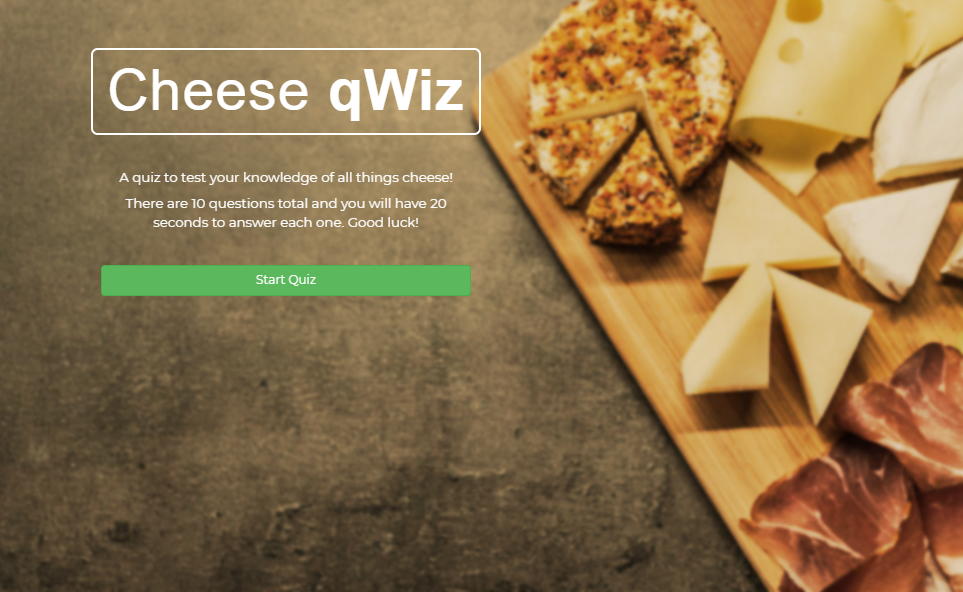 Cheese qWiz
A quiz to test your knowledge of all things cheese!
There are 10 questions total and you will have 20
seconds to answer each one. Good luck!
Start Quiz